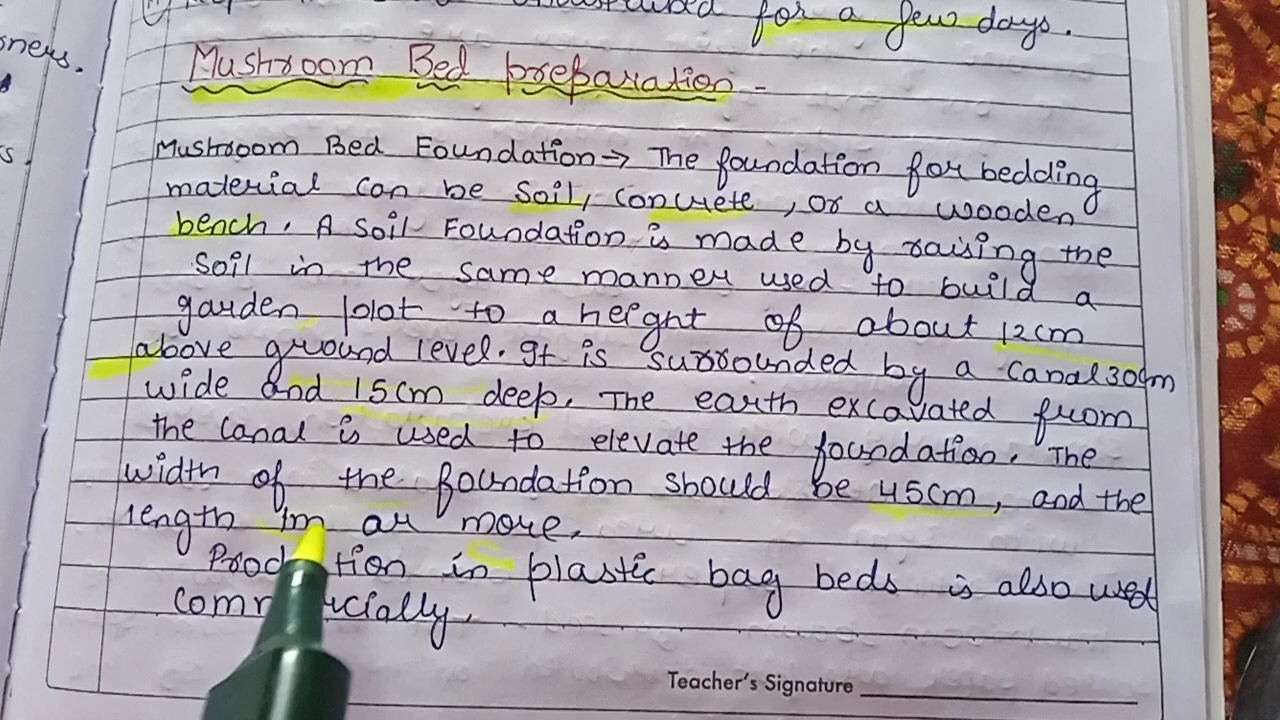 for a few days.
sners.
Mushroom Bed preparation -
Mushroom Bed Foundation → The foundation for bedding
material can be Soil, Concrete, or a wooden
bench. A Soil Foundation is made by raising the
Soil in the same manner used to build a
garden plot to a height of about 12cm
above ground level. It is surrounded by a canal 30cm
wide and 15cm deep. The earth excavated from
the canal is used to elevate the foundation. The
width of the foundation should be 45cm, and the
length 1m or more.
Production in plastic bag beds is also used
Commercially.
Teacher's Signature